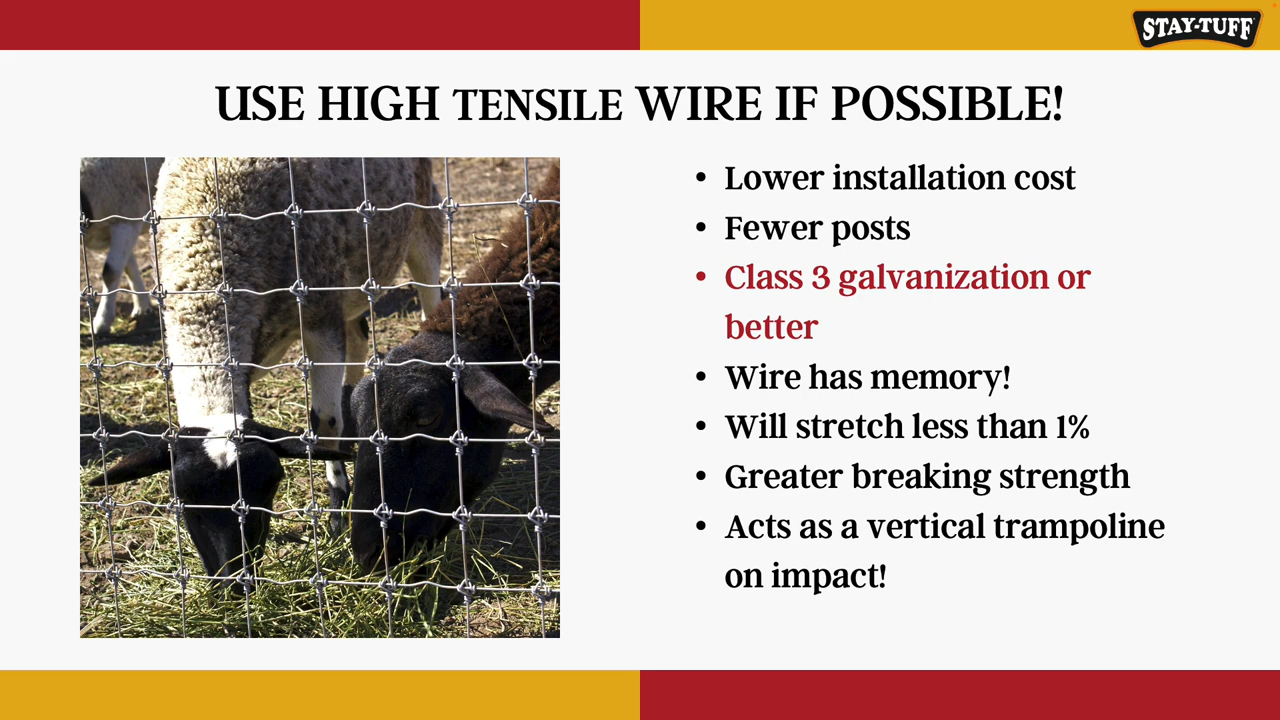 STAY-TUFF
USE HIGH TENSILE WIRE IF POSSIBLE!
• Lower installation cost
• Fewer posts
• Class 3 galvanization or
better
• Wire has memory!
• Will stretch less than 1%
• Greater breaking strength
• Acts as a vertical trampoline
on impact!